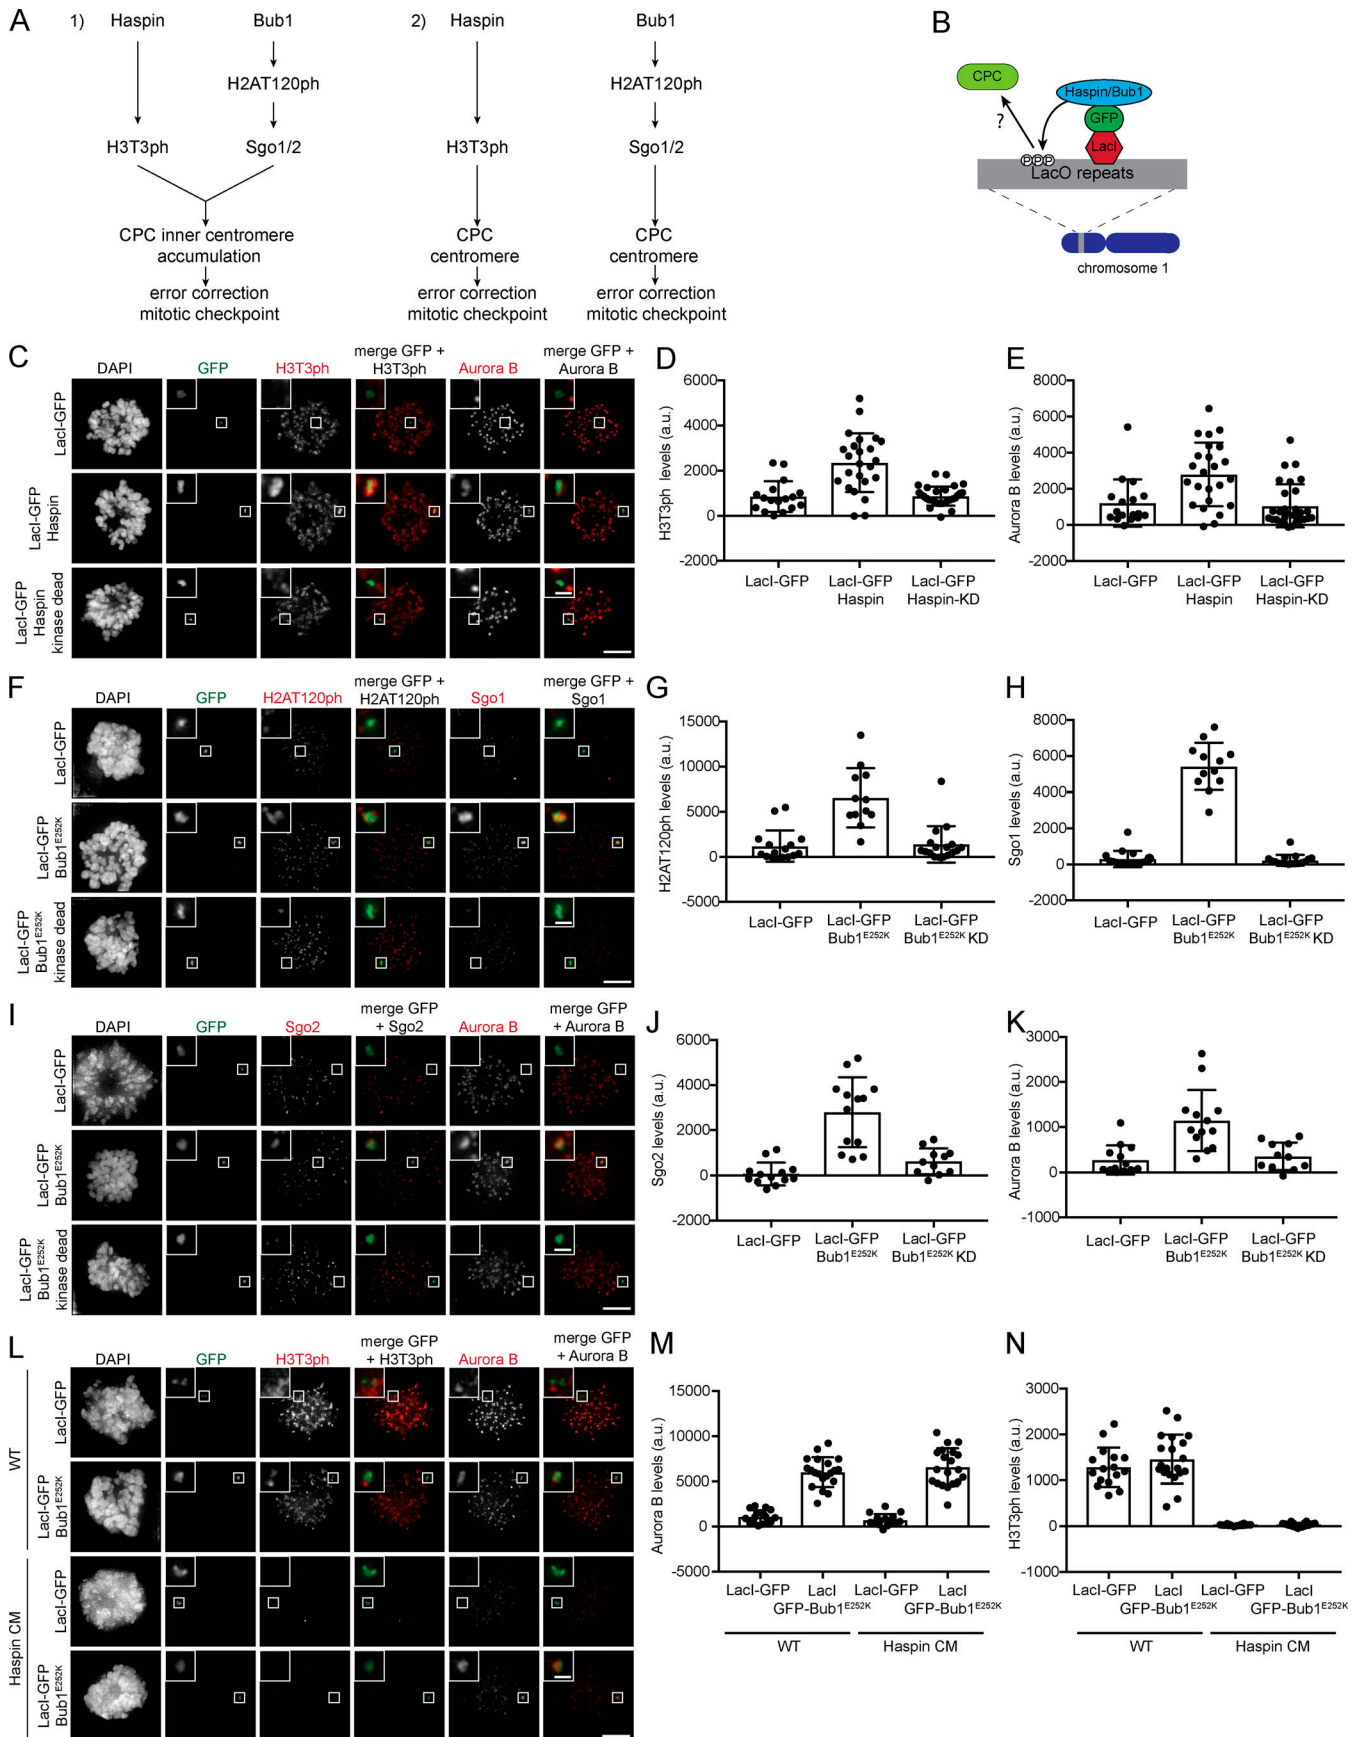 A
1)
Haspin
Bub1
H2AT120ph
H3T3ph
Sgo1/2
CPC inner centromere
accumulation
error correction
mitotic checkpoint
2)
Haspin
Bub1
H2AT120ph
H3T3ph
Sgo1/2
CPC
centromere
CPC
centromere
error correction
mitotic checkpoint
error correction
mitotic checkpoint
B
CPC
Haspin/Bub1
GFP
LacI
?
P P P
LacO repeats
chromosome 1
C
DAPI
GFP
H3T3ph
merge GFP +
H3T3ph
Aurora B
merge GFP +
Aurora B
LacI-GFP
LacI-GFP
Haspin
LacI-GFP
Haspin
kinase dead
D
H3T3ph levels (a.u.)
6000
4000
2000
0
-2000
LacI-GFP
LacI-GFP
Haspin
LacI-GFP
Haspin-KD
E
Aurora B levels (a.u.)
8000
6000
4000
2000
0
-2000
LacI-GFP
LacI-GFP
Haspin
LacI-GFP
Haspin-KD
F
DAPI
GFP
H2AT120ph
merge GFP +
H2AT120ph
Sgo1
merge GFP +
Sgo1
LacI-GFP
LacI-GFP
Bub1E252K
LacI-GFP
Bub1E252K
kinase dead
G
H2AT120ph levels (a.u.)
15000
10000
5000
0
-5000
LacI-GFP
LacI-GFP
Bub1E252K
LacI-GFP
Bub1E252K KD
H
Sgo1 levels (a.u.)
8000
6000
4000
2000
0
-2000
LacI-GFP
LacI-GFP
Bub1E252K
LacI-GFP
Bub1E252K KD
I
DAPI
GFP
Sgo2
merge GFP
+ Sgo2
Aurora B
merge GFP
+ Aurora B
LacI-GFP
LacI-GFP
Bub1E252K
LacI-GFP
Bub1E252K
kinase dead
J
Sgo2 levels (a.u.)
6000
4000
2000
0
-2000
LacI-GFP
LacI-GFP
Bub1E252K
LacI-GFP
Bub1E252K KD
K
Aurora B levels (a.u.)
3000
2000
1000
0
-1000
LacI-GFP
LacI-GFP
Bub1E252K
LacI-GFP
Bub1E252K KD
L
DAPI
GFP
H3T3ph
merge GFP
+ H3T3ph
Aurora B
merge GFP
+ Aurora B
WT
LacI-GFP
LacI-GFP
Bub1E252K
Haspin CM
LacI-GFP
LacI-GFP
Bub1E252K
M
Aurora B levels (a.u.)
15000
10000
5000
0
-5000
LacI-GFP
LacI
GFP-Bub1E252K
LacI-GFP
LacI
GFP-Bub1E252K
WT
Haspin CM
N
H3T3ph levels (a.u.)
3000
2000
1000
0
-1000
LacI-GFP
LacI
GFP-Bub1E252K
LacI-GFP
LacI
GFP-Bub1E252K
WT
Haspin CM